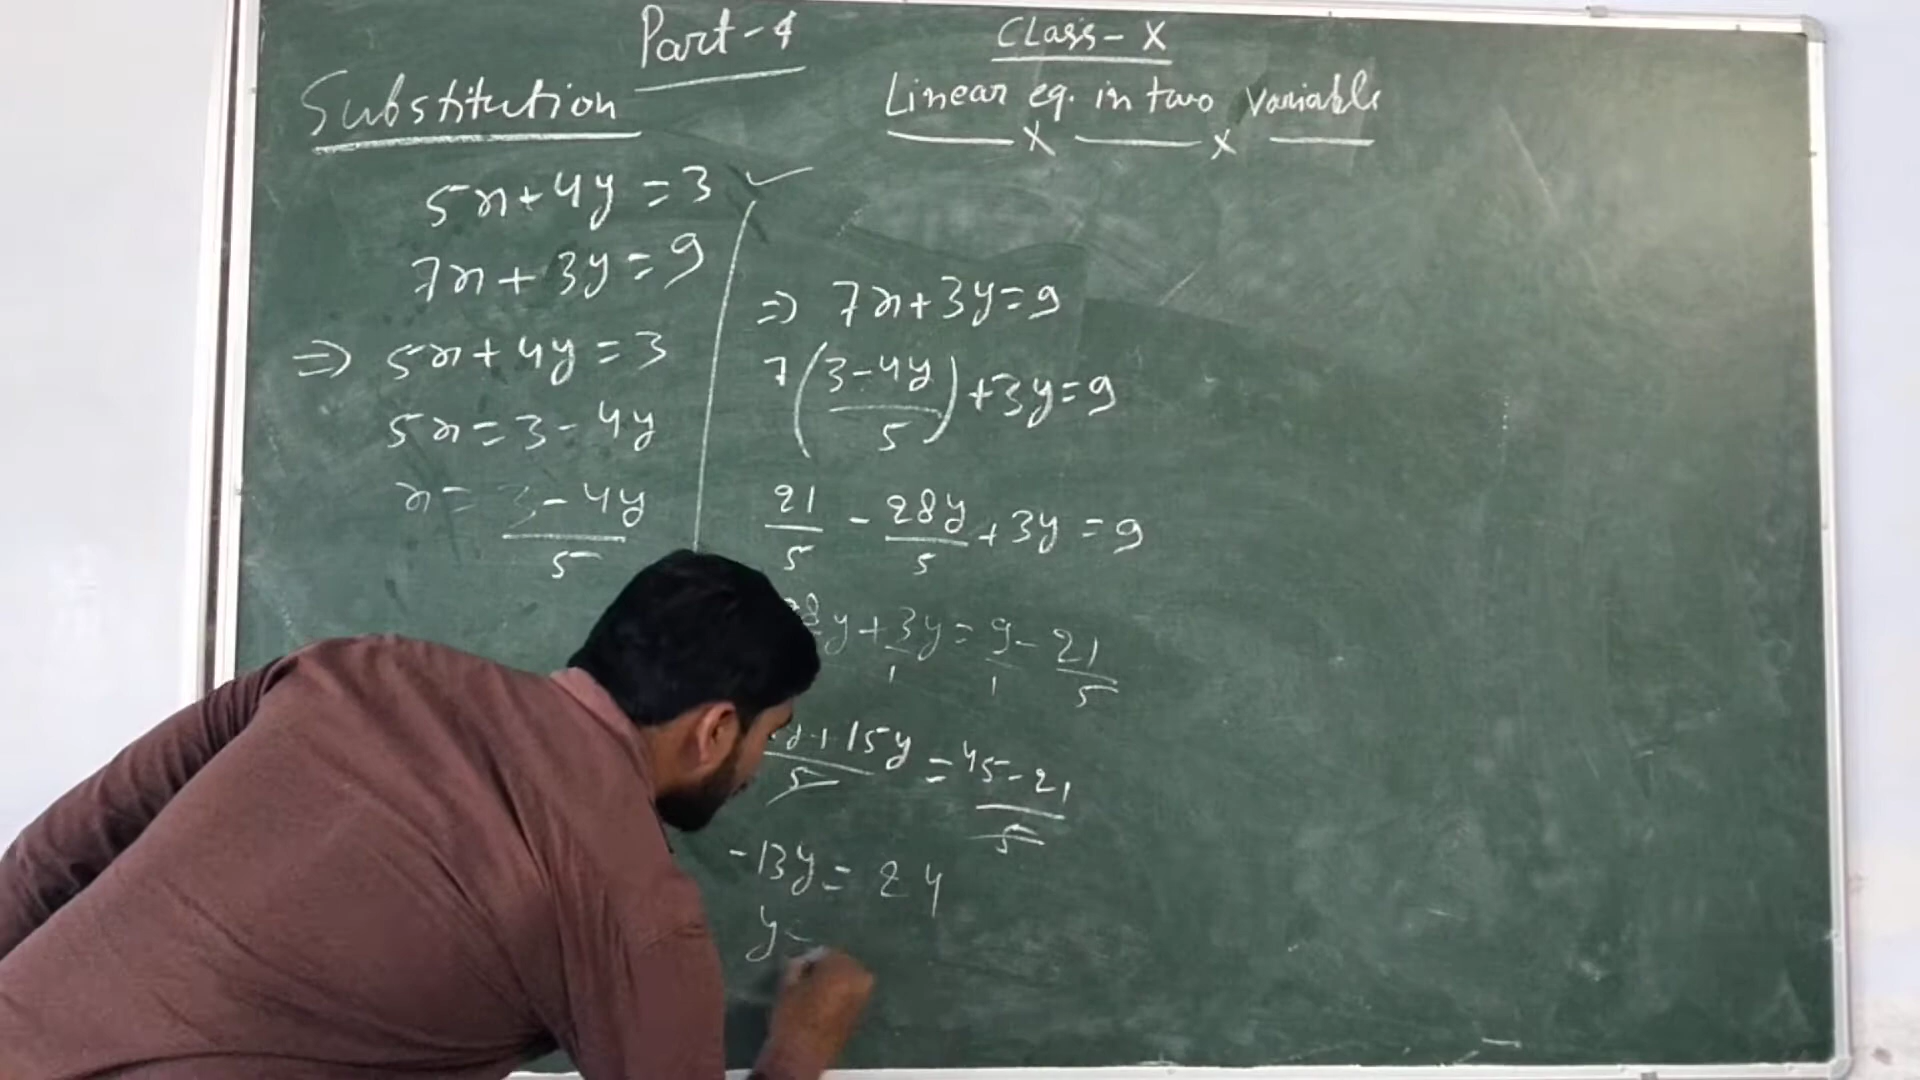 Part-4
Class-X
Substitution
Linear eq. in two variable
5x+4y=3 ✓
7x+3y=9
⇒ 5x+4y=3
5x=3-4y
x=3-4y/5
⇒ 7x+3y=9
7(3-4y/5)+3y=9
21/5-28y/5+3y=9
28y+3y/1=9/1-21/5
+15y/5=45-21/5
-13y=24
y=